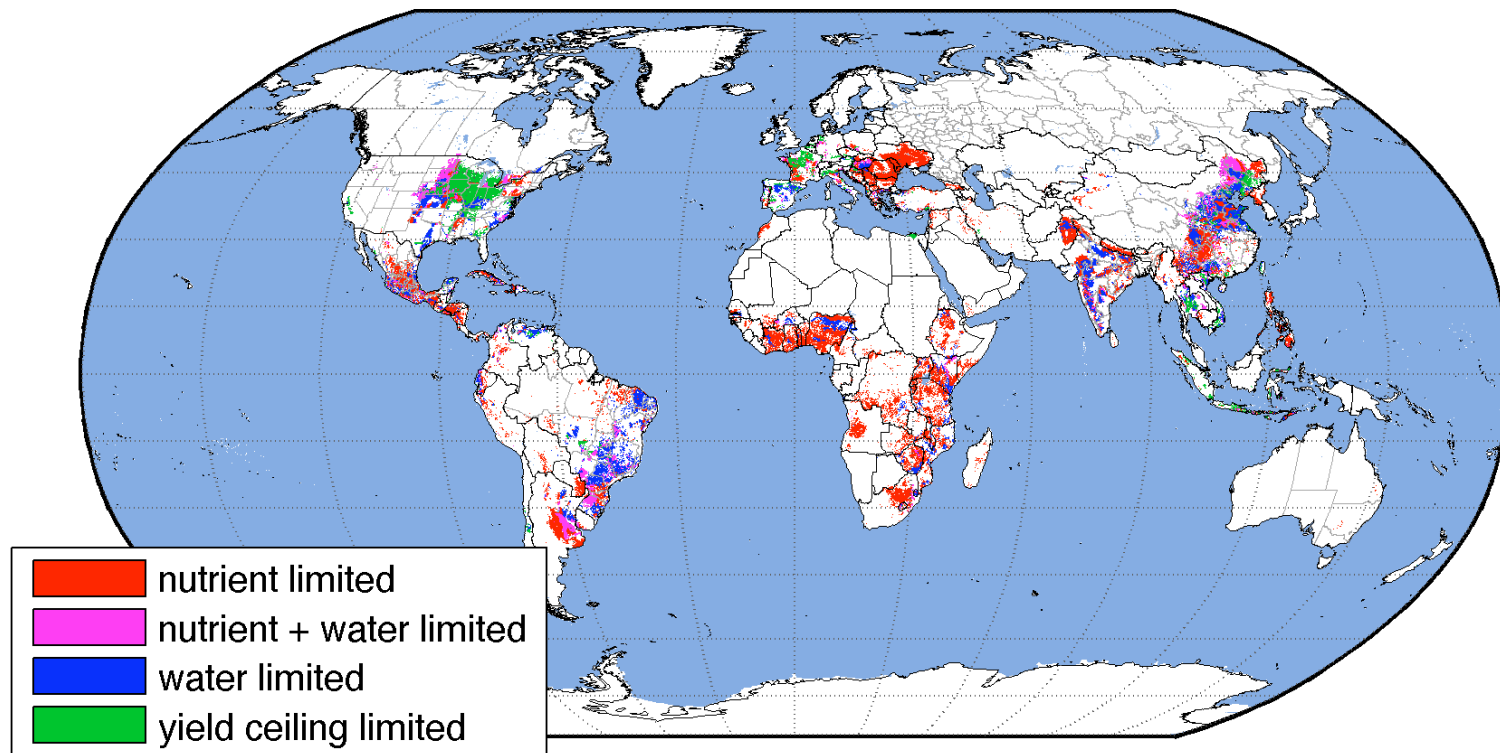 nutrient limited
nutrient + water limited
water limited
yield ceiling limited